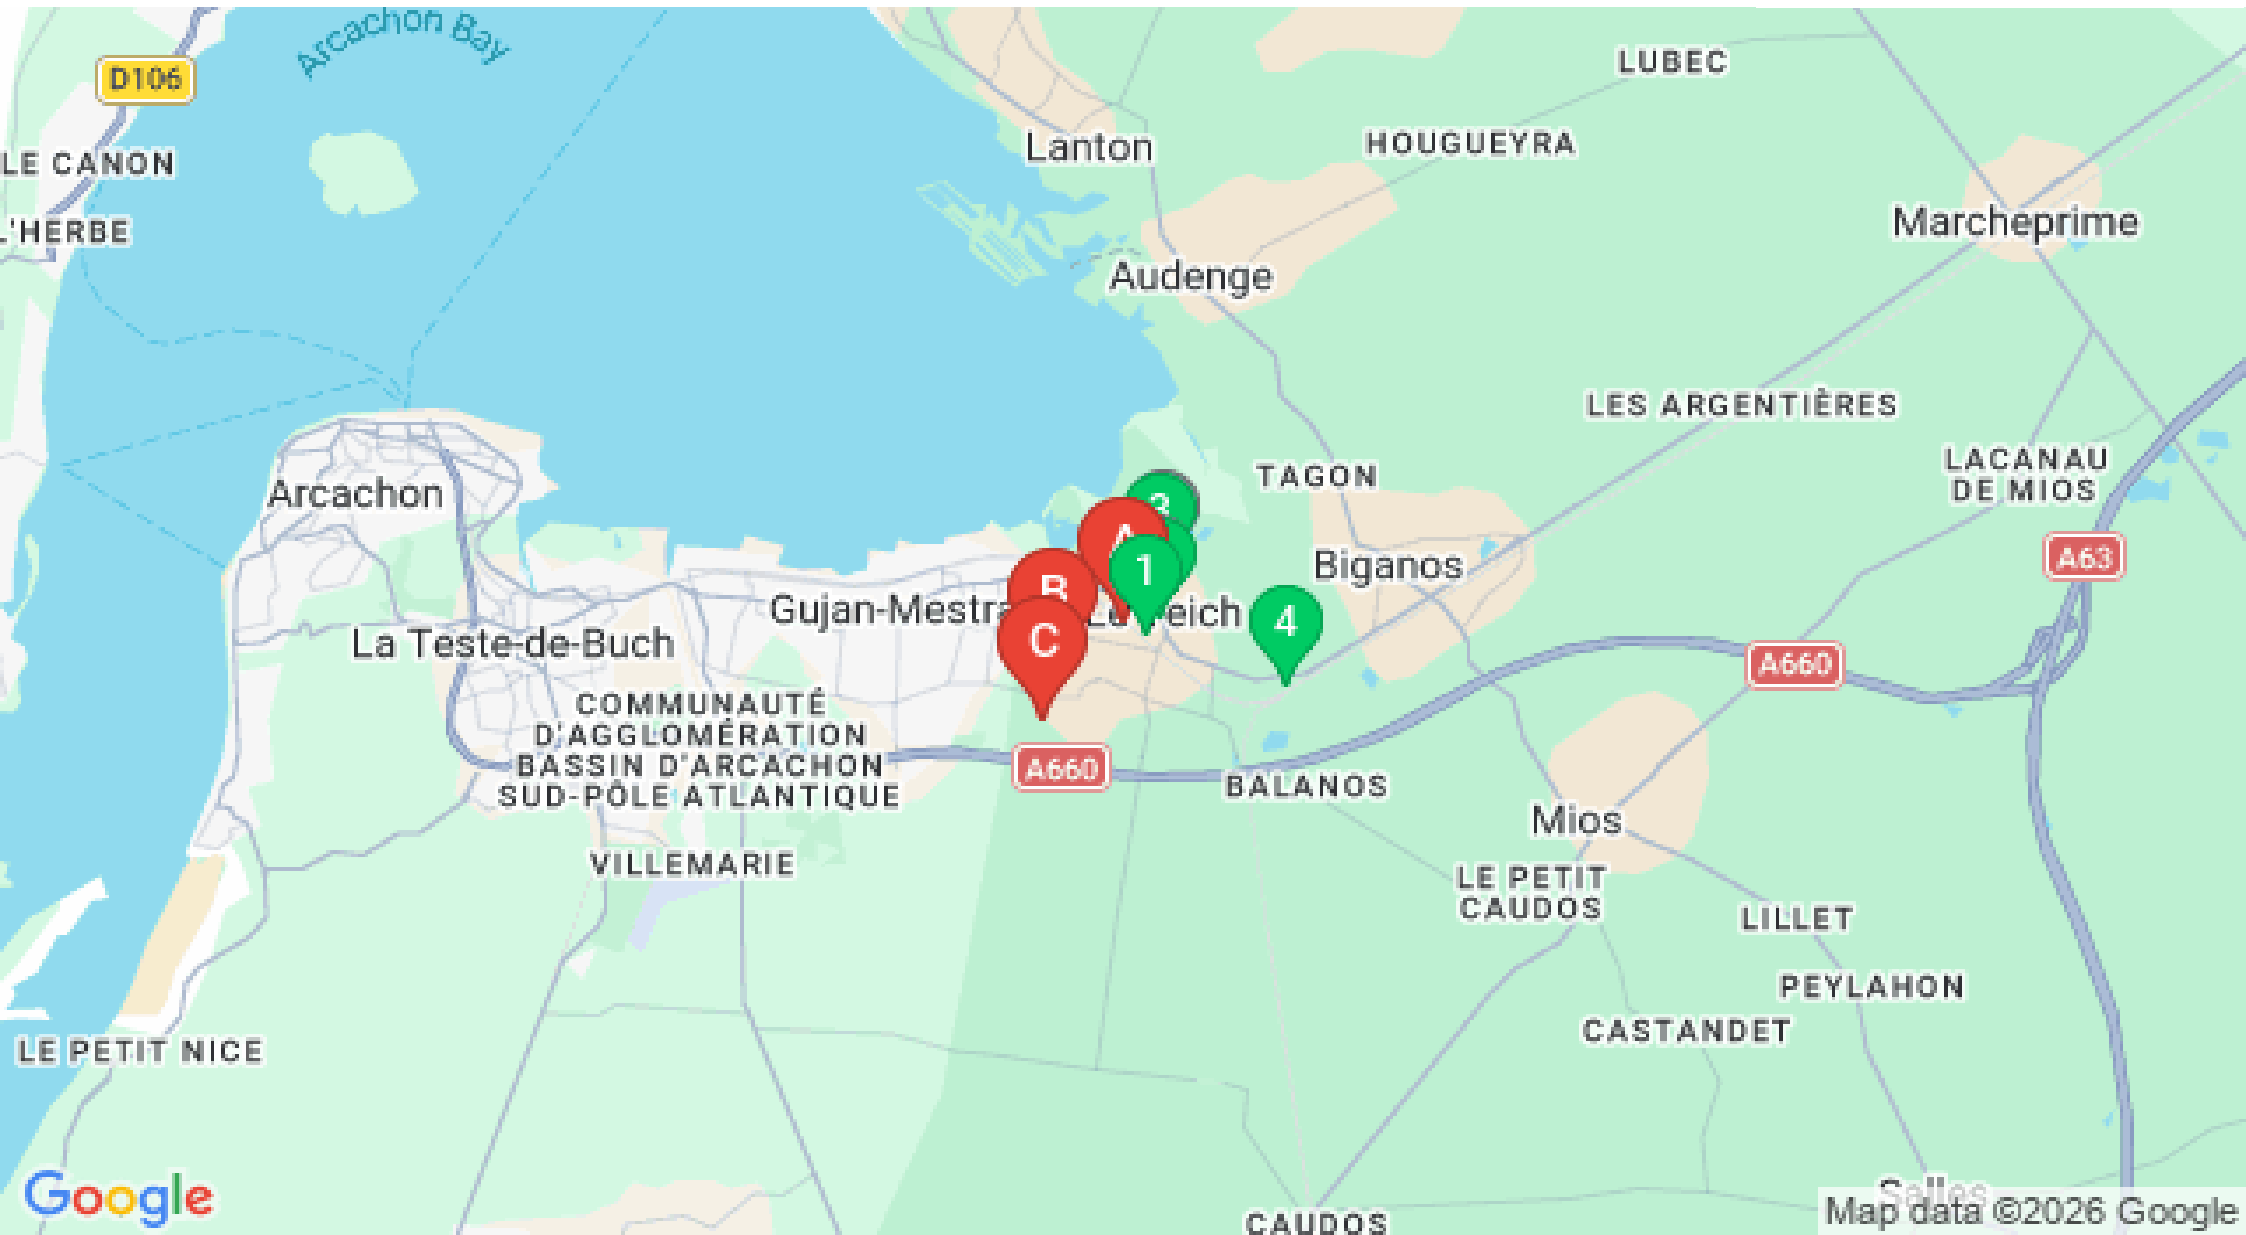 Arcachon Bay
D106
LUBEC
Lanton
HOUGUEYRA
LE CANON
Marcheprime
L'HERBE
Audenge
LES ARGENTIÈRES
LACANAU
DE MIOS
TAGON
Arcachon
3
A
A63
1
Biganos
B
Gujan-Mestra
4
La Teste-de-Buch
C
A660
COMMUNAUTÉ
D'AGGLOMÉRATION
BASSIN D'ARCACHON
SUD-PÔLE ATLANTIQUE
A660
BALANOS
Mios
VILLEMARIE
LE PETIT
CAUDOS
LILLET
PEYLAHON
CASTANDET
LE PETIT NICE
Salles
Google
Map data ©2026 Google
CAUDOS